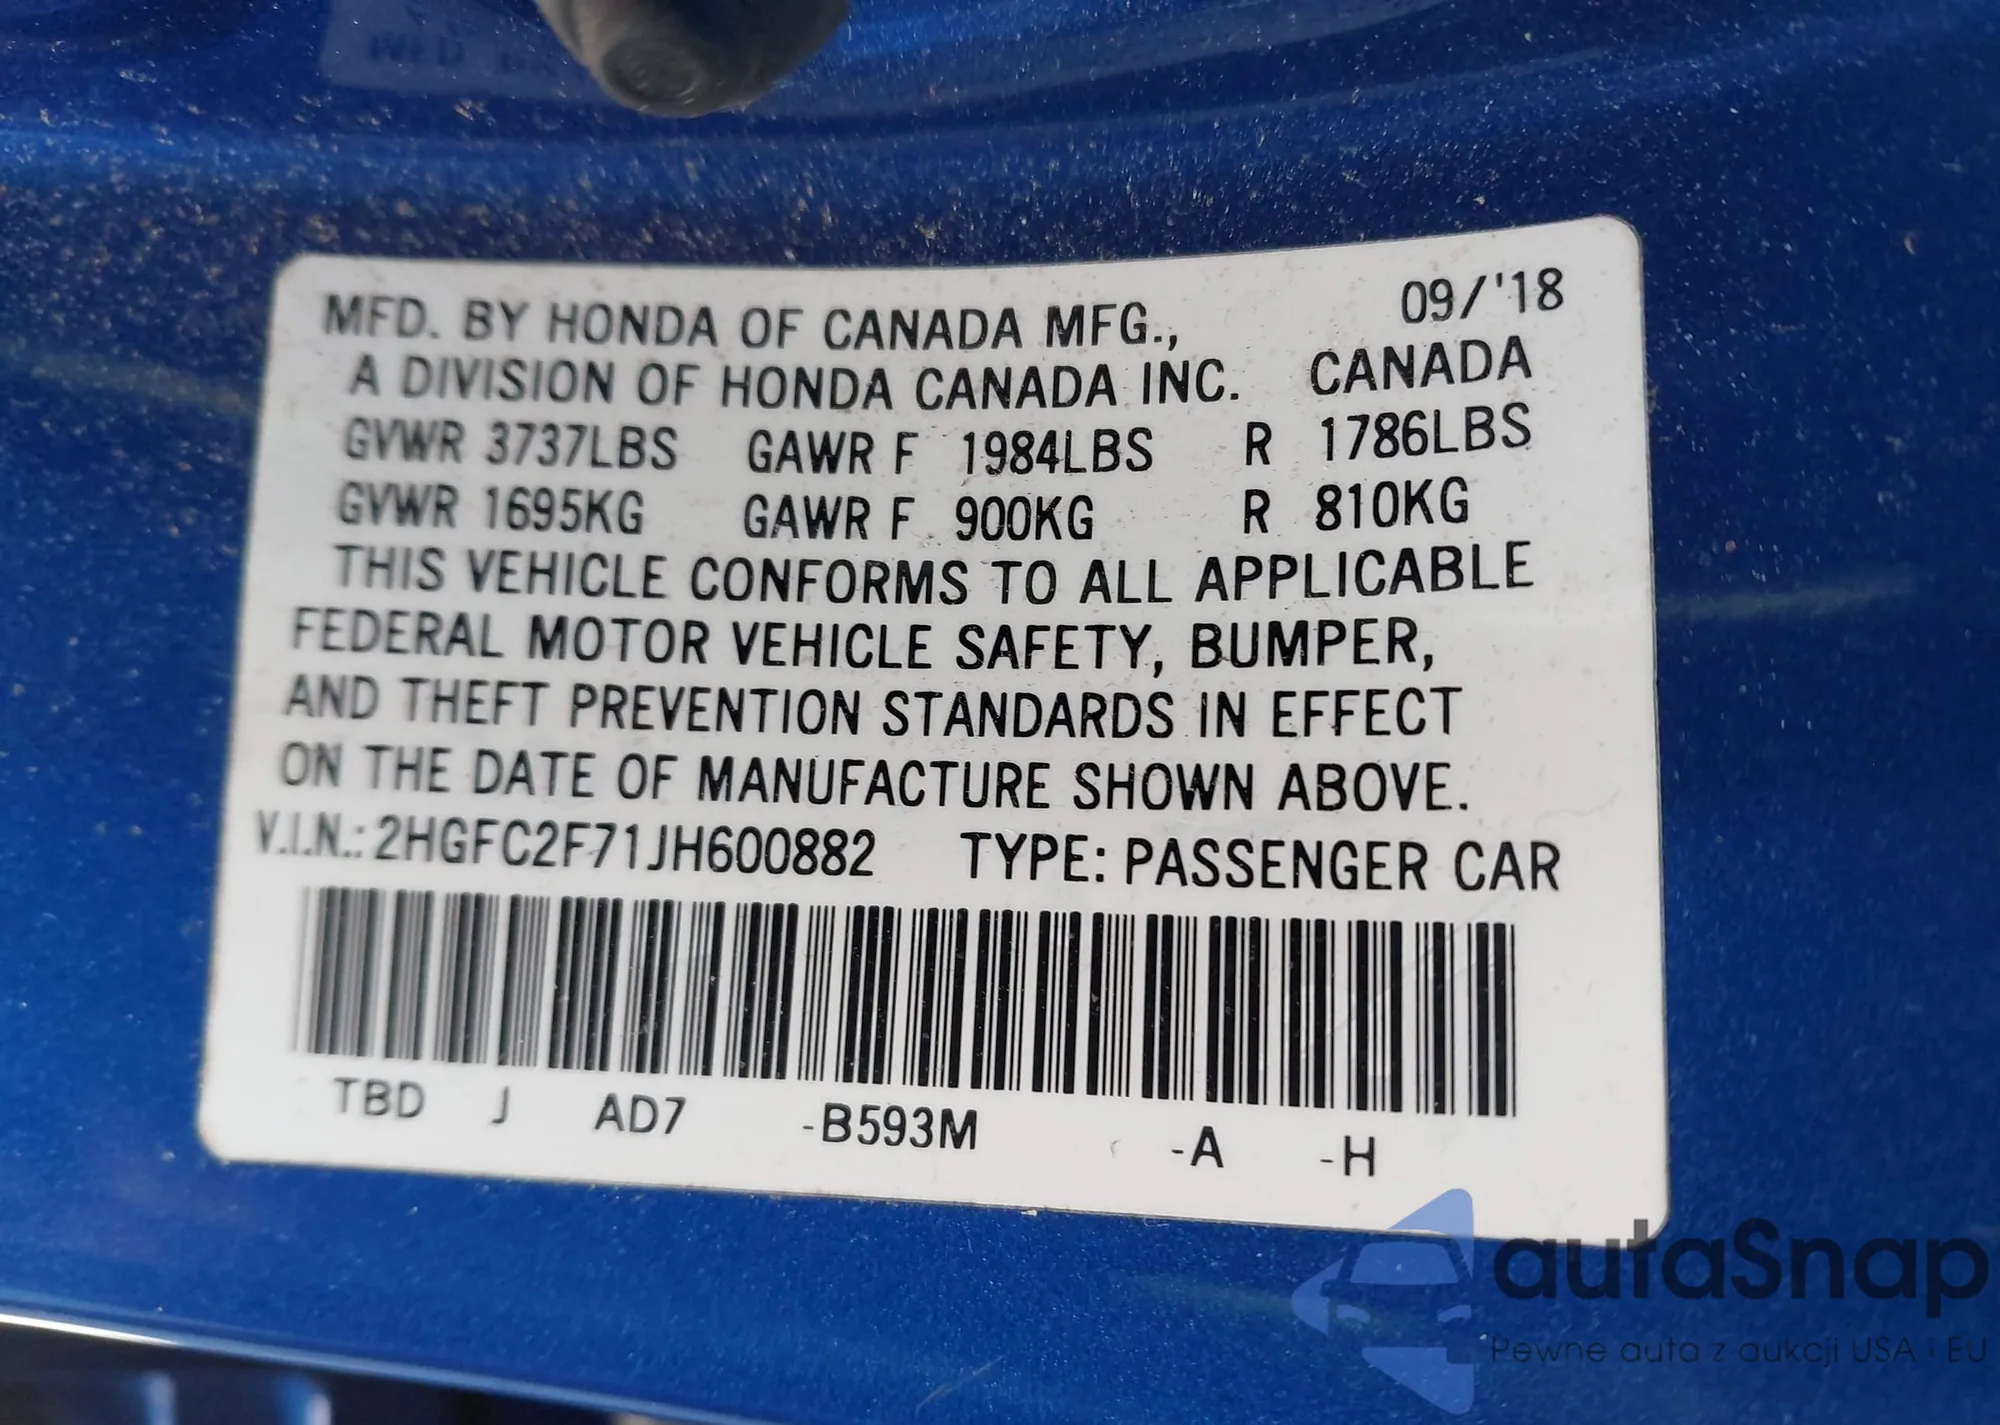 MFD. BY HONDA OF CANADA MFG., 09/'18
A DIVISION OF HONDA CANADA INC. CANADA
GVWR 3737LBS GAWR F 1984LBS R 1786LBS
GVWR 1695KG GAWR F 900KG R 810KG
THIS VEHICLE CONFORMS TO ALL APPLICABLE
FEDERAL MOTOR VEHICLE SAFETY, BUMPER,
AND THEFT PREVENTION STANDARDS IN EFFECT
ON THE DATE OF MANUFACTURE SHOWN ABOVE.
V.I.N.: 2HGFC2F71JH600882 TYPE: PASSENGER CAR
TBD J AD7 -B593M -A -H
autaSnap
Pewne auta z aukcji USA i EU